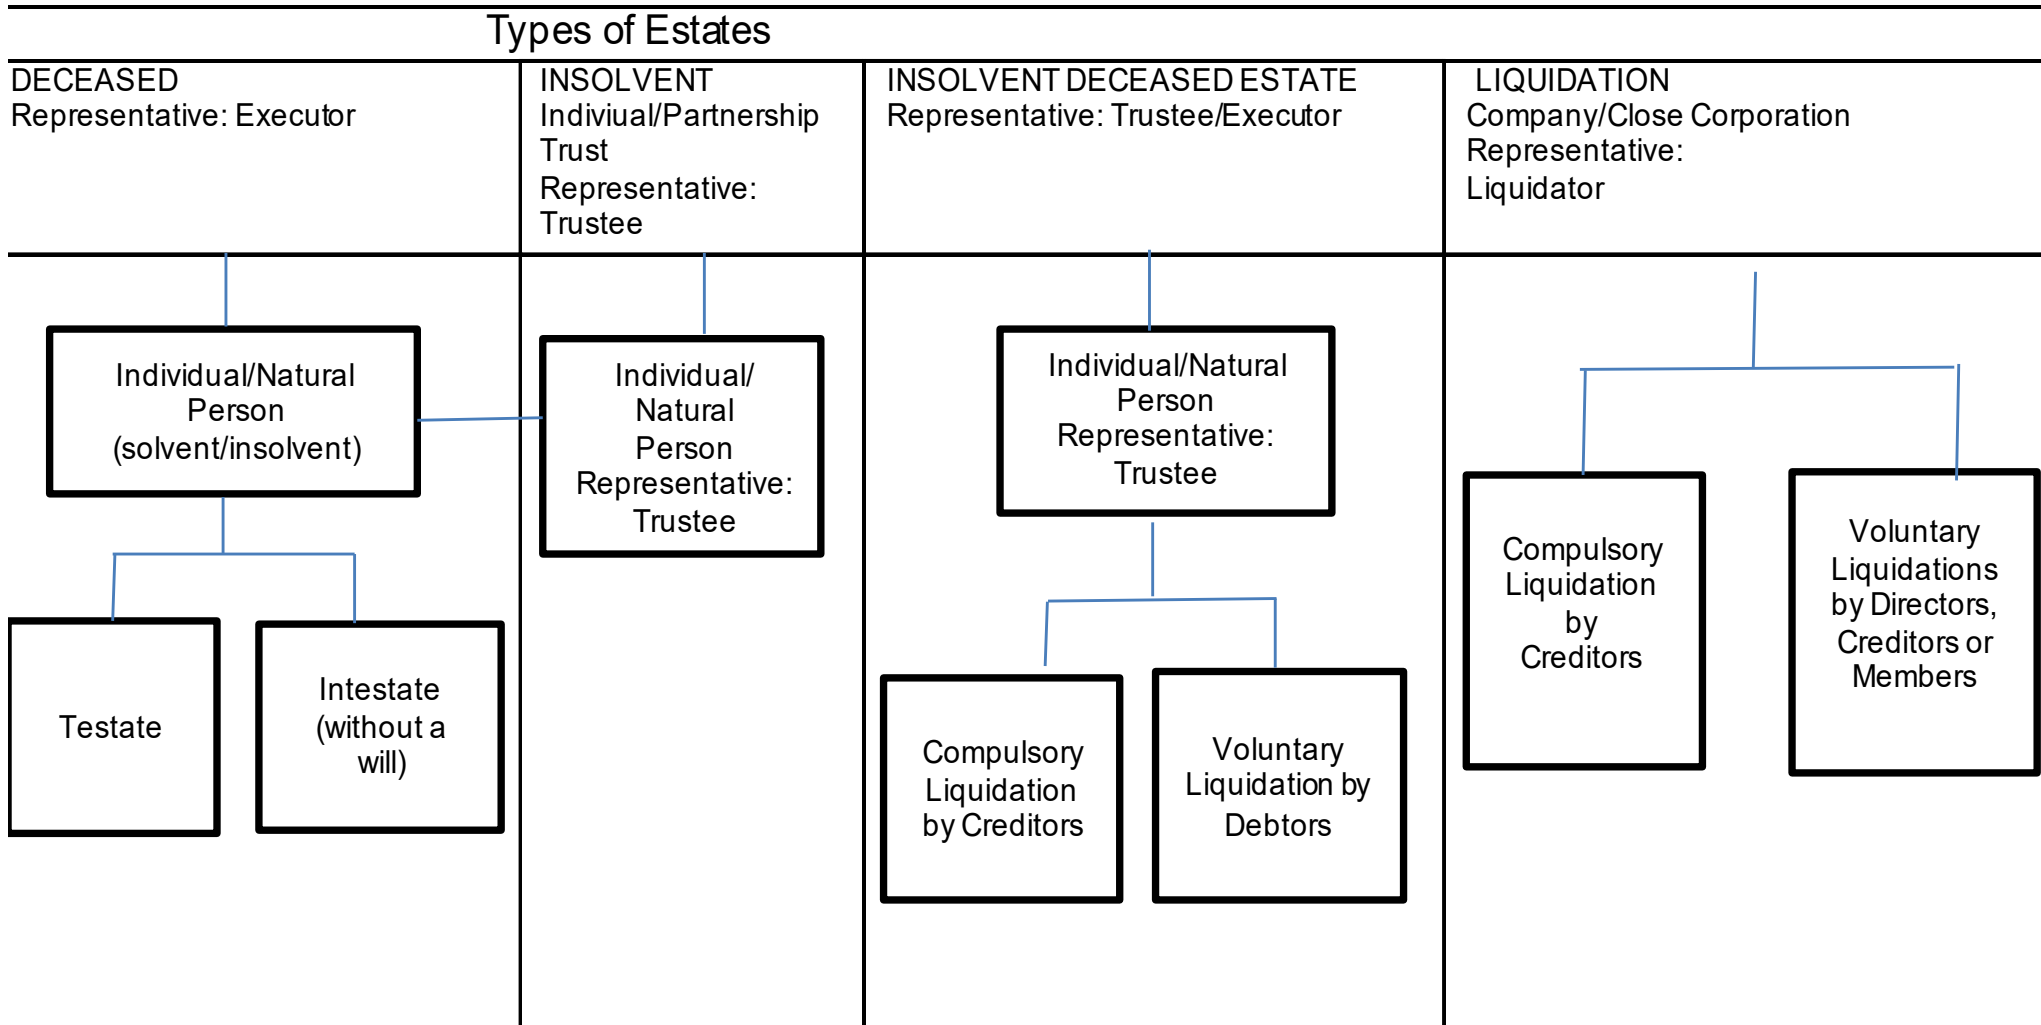 Types of Estates
DECEASED
Representative: Executor
INSOLVENT
Indiviual/Partnership
Trust
Representative:
Trustee
INSOLVENT DECEASED ESTATE
Representative: Trustee/Executor
LIQUIDATION
Company/Close Corporation
Representative:
Liquidator
Individual/Natural
Person
(solvent/insolvent)
Testate
Intestate
(without a
will)
Individual/
Natural
Person
Representative:
Trustee
Individual/Natural
Person
Representative:
Trustee
Compulsory
Liquidation
by Creditors
Voluntary
Liquidation by
Debtors
Compulsory
Liquidation
by
Creditors
Voluntary
Liquidations
by Directors,
Creditors or
Members